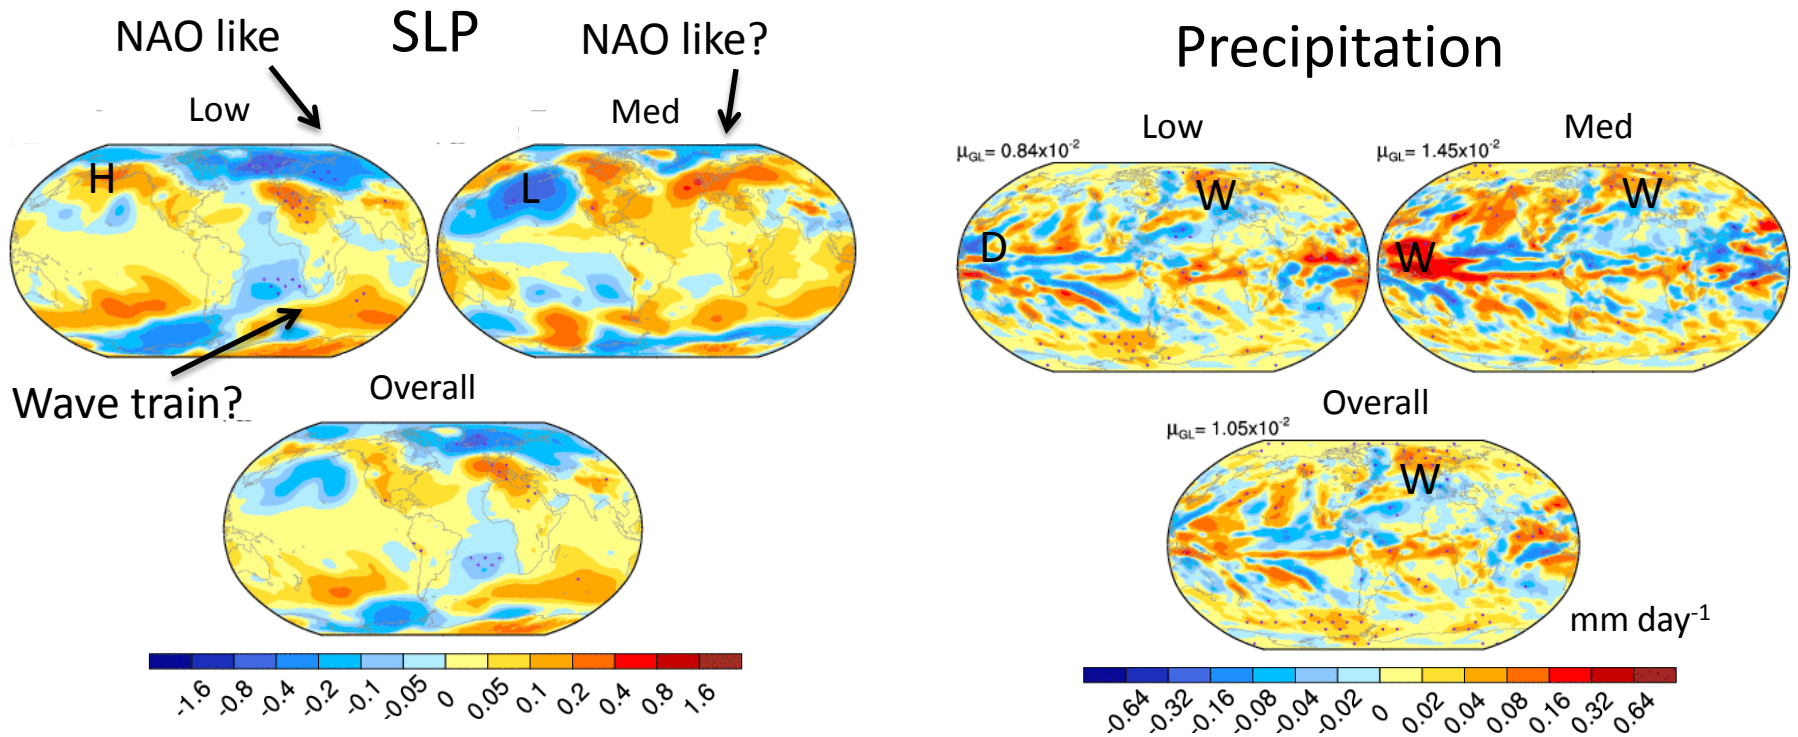 NAO like
SLP
NAO like?
Precipitation
Low
Med
H
L
Low
Med
μGL= 0.84x10-2
μGL= 1.45x10-2
W
D
W
W
Wave train?
Overall
Overall
μGL= 1.05x10-2
W
mm day-1
-1.6 -0.8 -0.4 -0.2 -0.1 -0.05 0 0.05 0.1 0.2 0.4 0.8 1.6
-0.64 -0.32 -0.16 -0.08 -0.04 -0.02 0 0.02 0.04 0.08 0.16 0.32 0.64